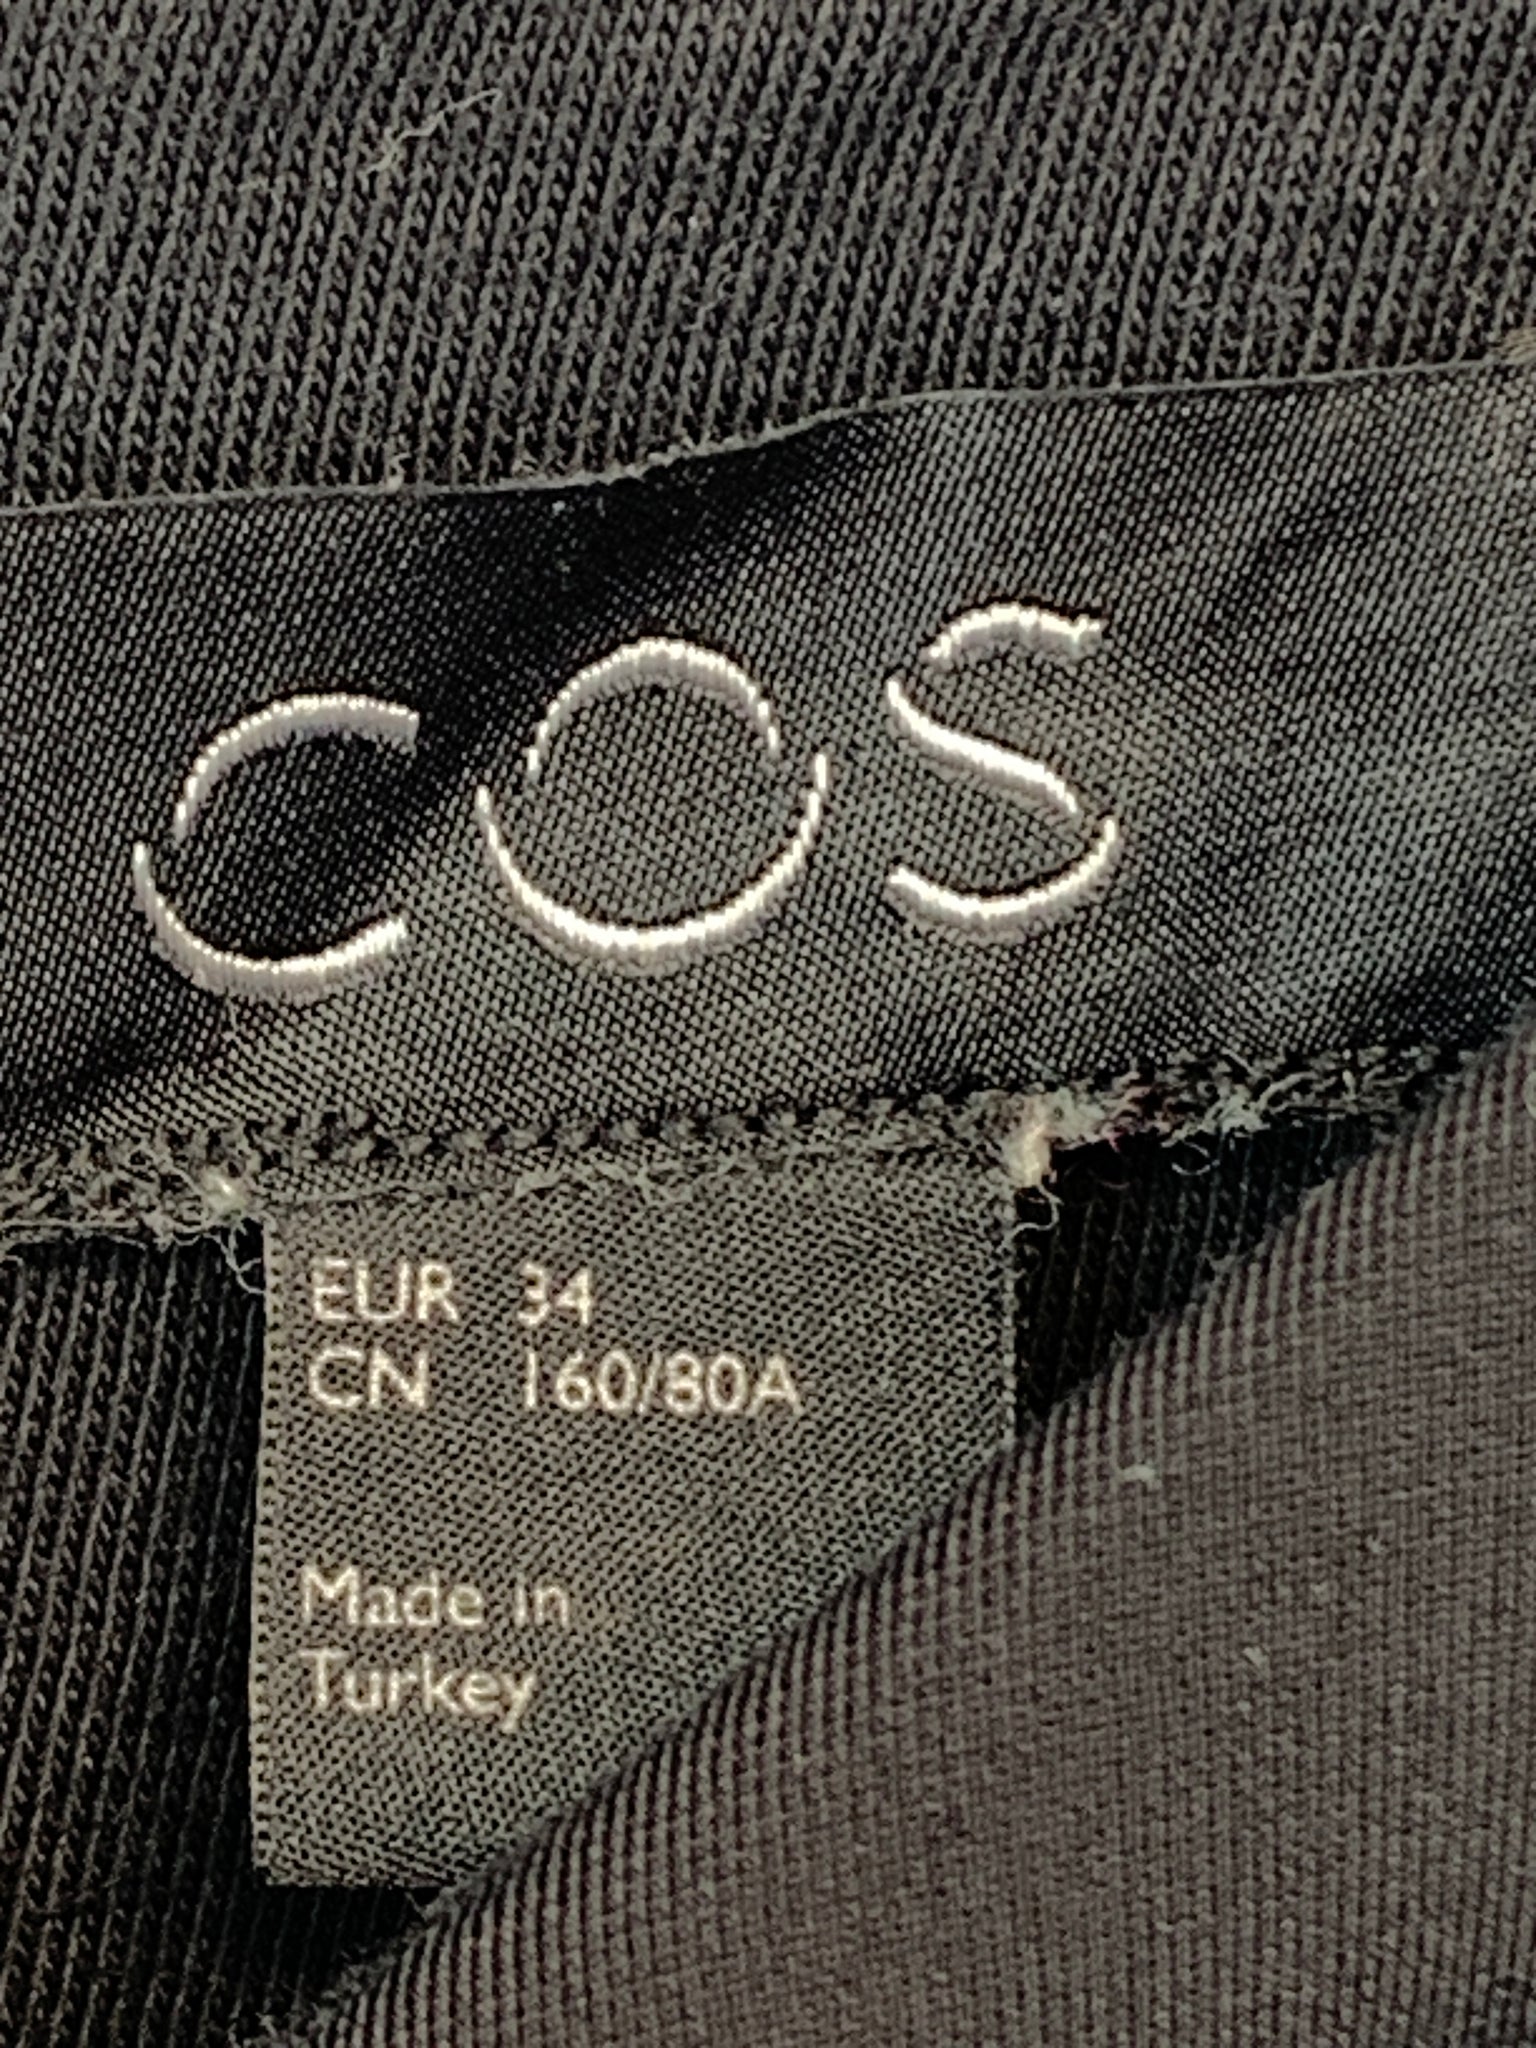 COS
EUR 34
CN 160/80A
Made in
Turkey